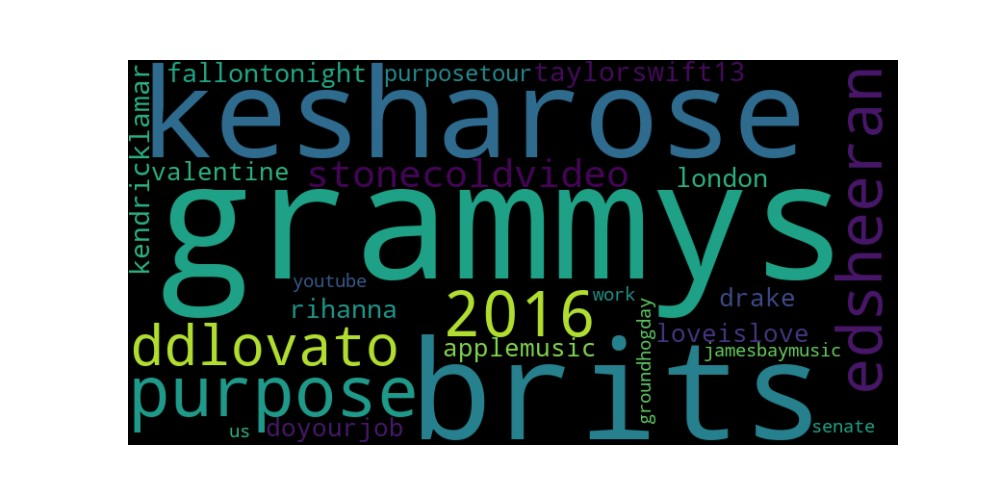 fallontonight
purposetour
taylorswift13
kendricklamar
kesharose
edsheeran
valentine
stonecoldvideo
london
grammys
youtube
rihanna
2016
work
drake
ddlovato
applemusic
groundhogday
loveislove
jamesbaymusic
purpose
brits
us
doyourjob
senate